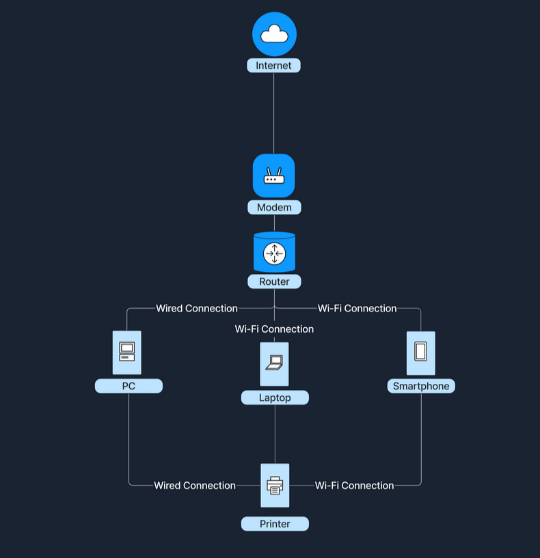 Internet
Modem
Router
Wired Connection
Wi-Fi Connection
Wi-Fi Connection
PC
Laptop
Smartphone
Wired Connection
Wi-Fi Connection
Printer